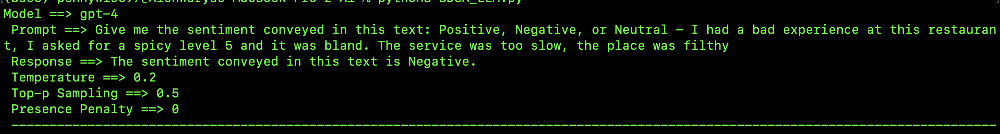 Model ==> gpt-4
Prompt ==> Give me the sentiment conveyed in this text: Positive, Negative, or Neutral - I had a bad experience at this restauran
t, I asked for a spicy level 5 and it was bland. The service was too slow, the place was filthy
Response ==> The sentiment conveyed in this text is Negative.
Temperature ==> 0.2
Top-p Sampling ==> 0.5
Presence Penalty ==> 0